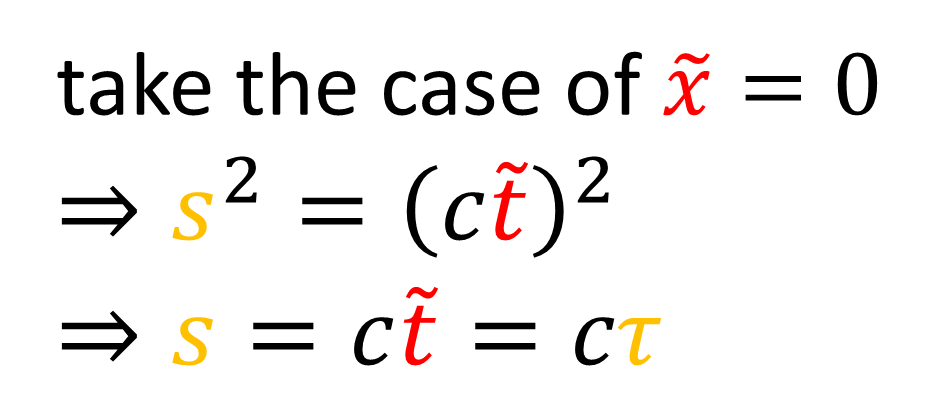 take the case of x̃ = 0
⇒ s² = (ct̃)²
⇒ s = ct̃ = cτ